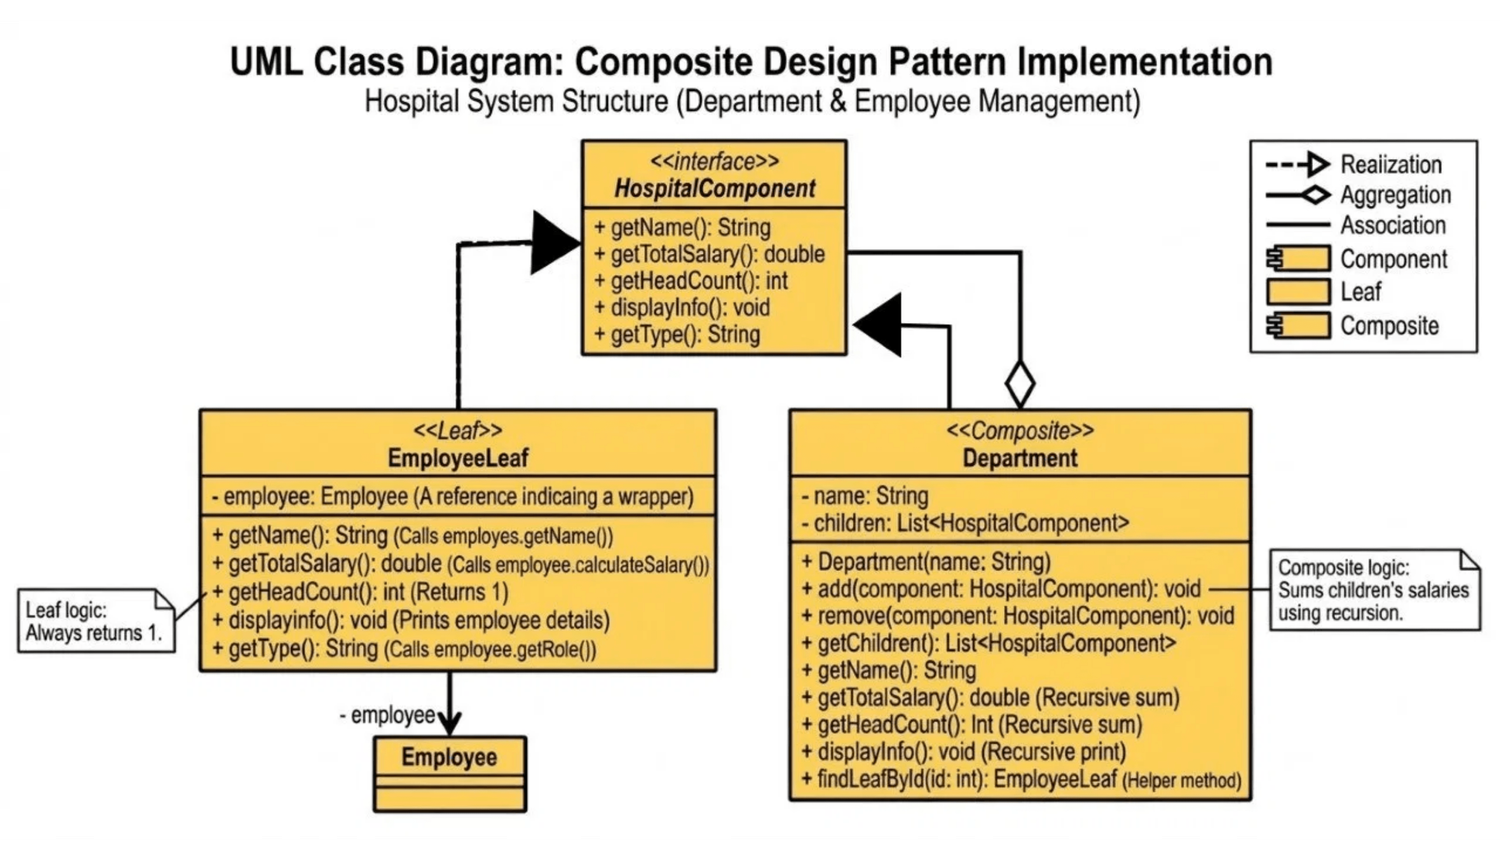 UML Class Diagram: Composite Design Pattern Implementation
Hospital System Structure (Department & Employee Management)
<<interface>>
HospitalComponent
+ getName(): String
+ getTotalSalary(): double
+ getHeadCount(): int
+ displayInfo(): void
+ getType(): String
Reaiization
Aggregation
Association
Component
Leaf
Composite
<<Leaf>>
EmployeeLeaf
- employee: Employee (A reference indicaing a wrapper)
+ getName(): String (Calls employes.getName())
+ getTotalSalary(): double (Calls employee.calculateSalary())
+ getHeadCount(): int (Returns 1)
+ displayinfo(): void (Prints employee details)
+ getType(): String (Calls employee.getRole())
Leaf logic:
Always returns 1.
- employee
Employee
<<Composite>>
Department
- name: String
- children: List<HospitalComponent>
+ Department(name: String)
+ add(component: HospitalComponent): void
+ remove(component: HospitalComponent): void
+ getChildren(): List<HospitalComponent>
+ getName(): String
+ getTotalSalary(): double (Recursive sum)
+ getHeadCount(): Int (Recursive sum)
+ displayInfo(): void (Recursive print)
+ findLeafById(id: int): EmployeeLeaf (Helper method)
Composite logic:
Sums children's salaries
using recursion.